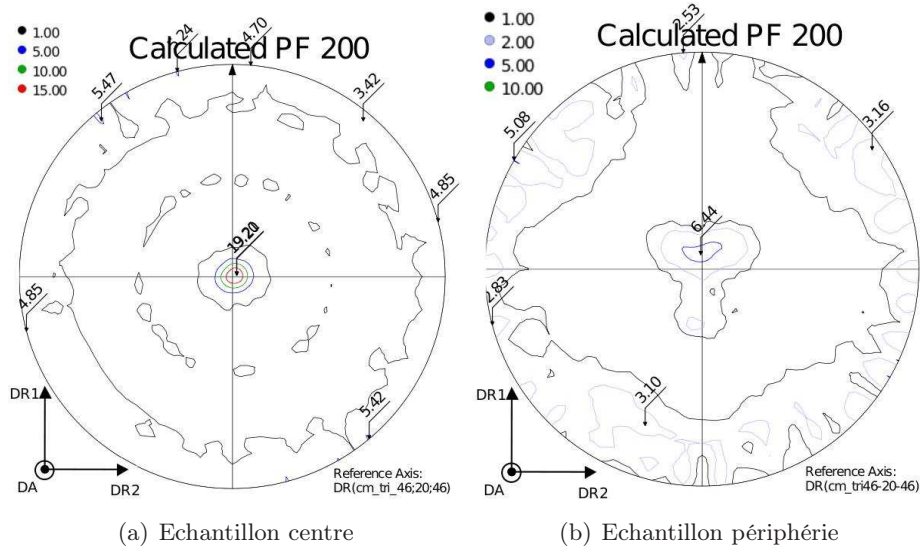 1.00
5.00
10.00
15.00
Calculated PF 200
5.47
4.70
3.42
4.85
4.85
5.42
DR1
DA
DR2
Reference Axis:
DR(cm_tri_46;20;46)
(a) Echantillon centre
1.00
2.00
5.00
10.00
Calculated PF 200
2.53
5.08
3.16
6.44
2.83
3.10
DR1
DA
DR2
Reference Axis:
DR(cm_tri46-20-46)
(b) Echantillon périphérie